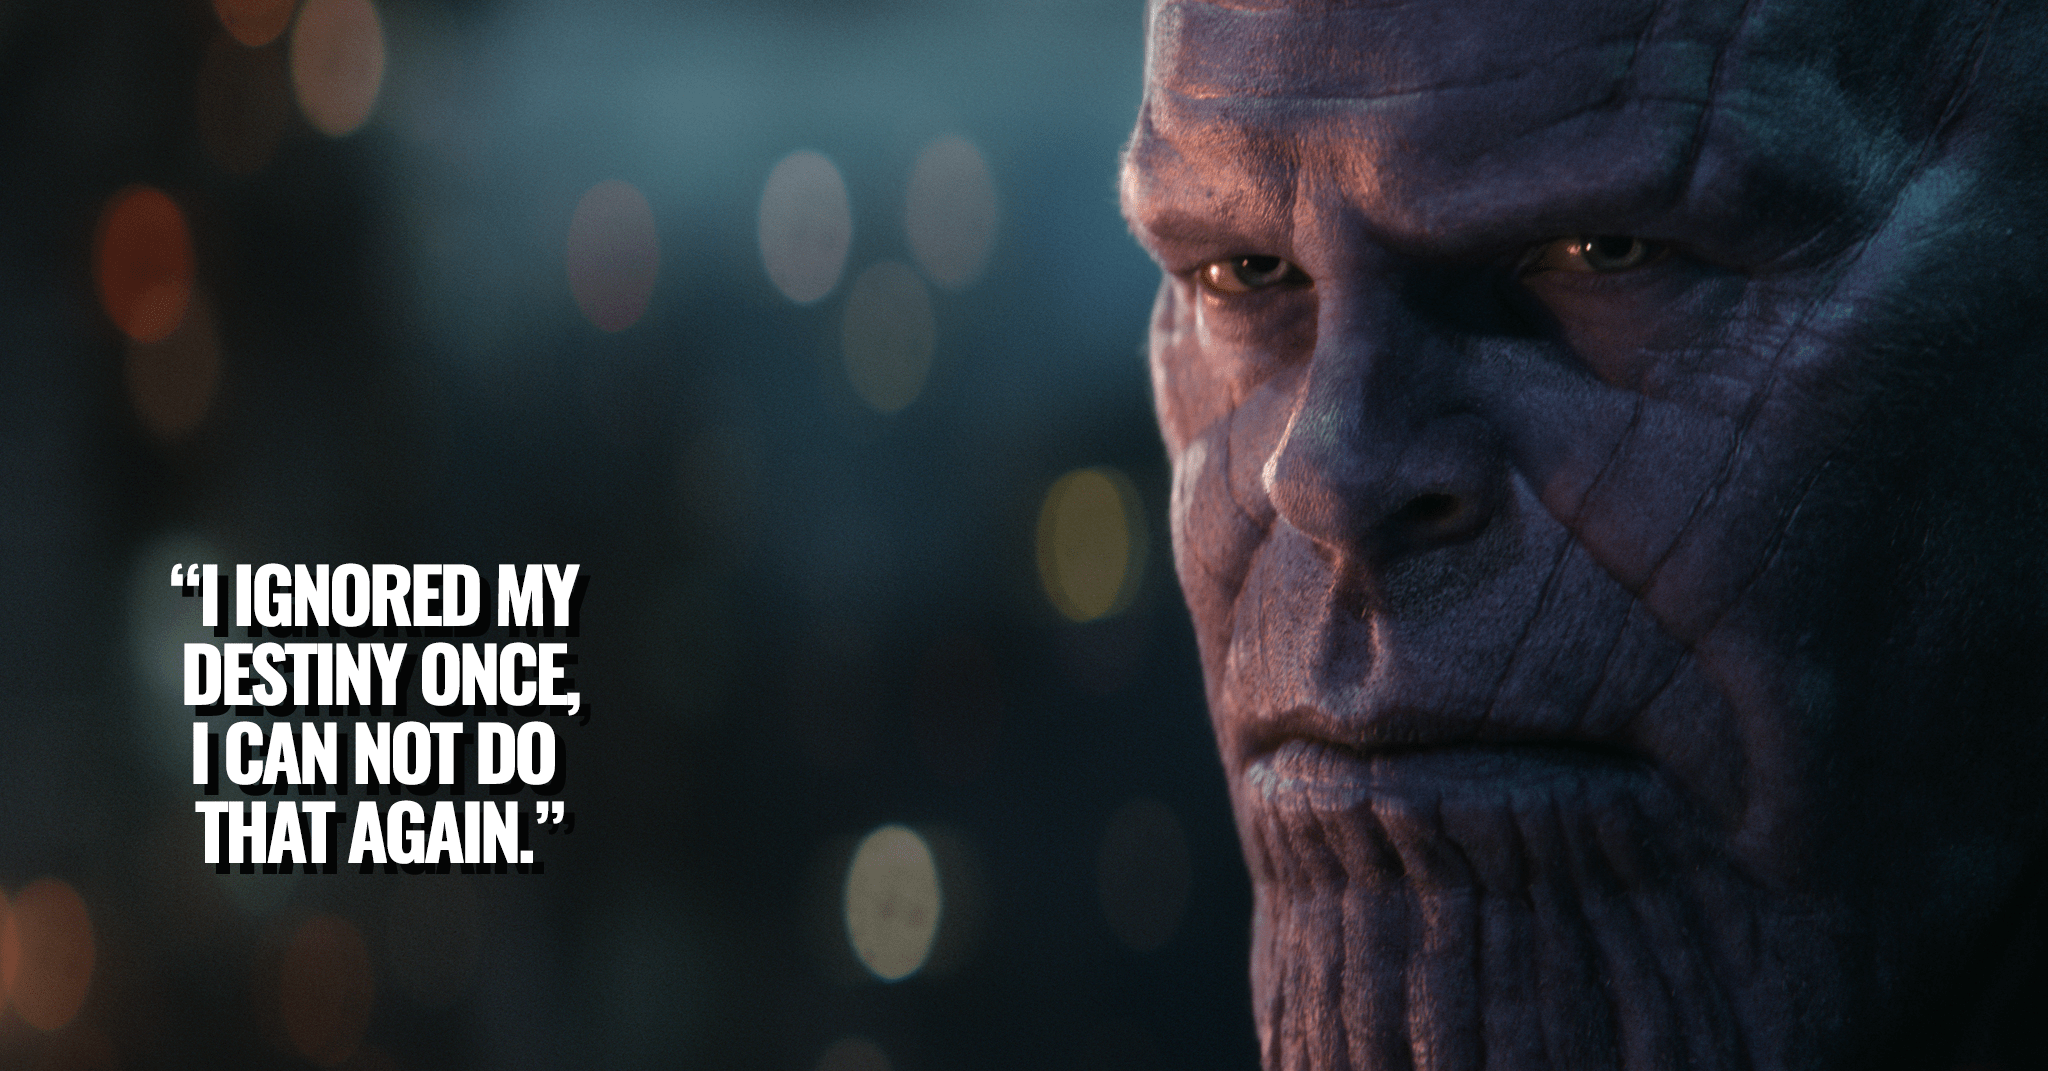 “I IGNORED MY
DESTINY ONCE,
I CAN NOT DO
THAT AGAIN.”